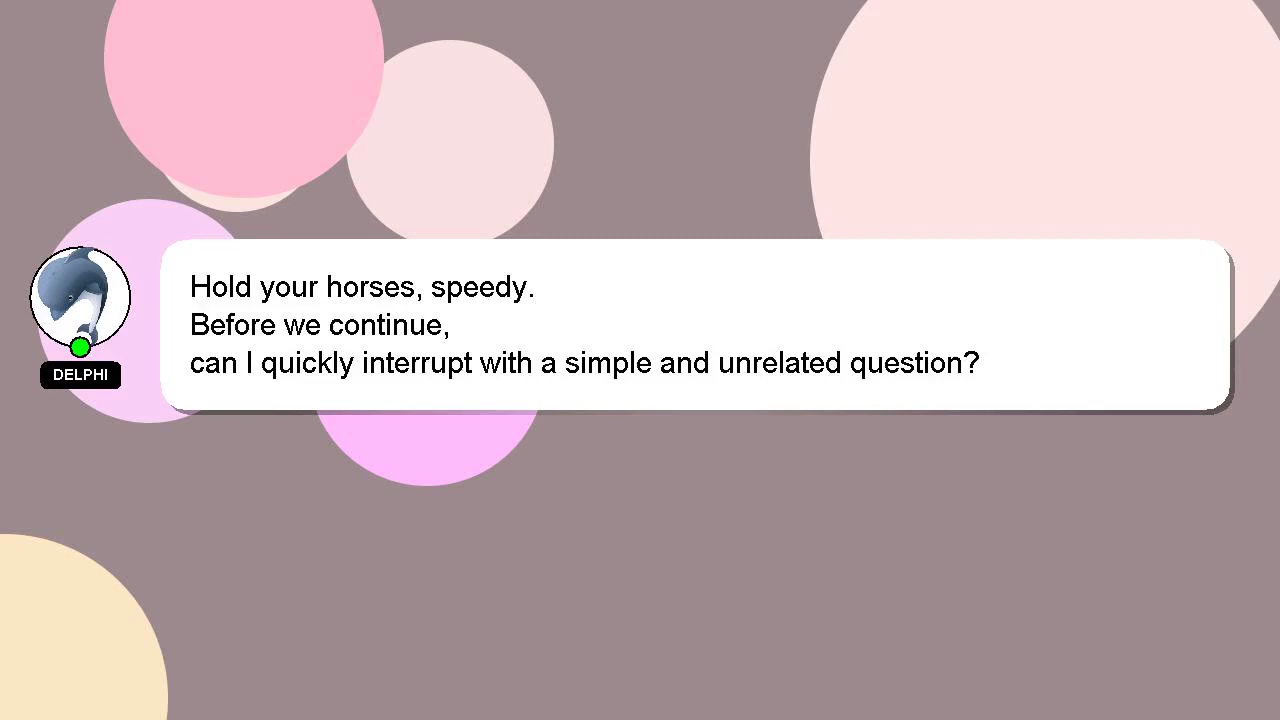 Hold your horses, speedy.
Before we continue,
can I quickly interrupt with a simple and unrelated question?
DELPHI